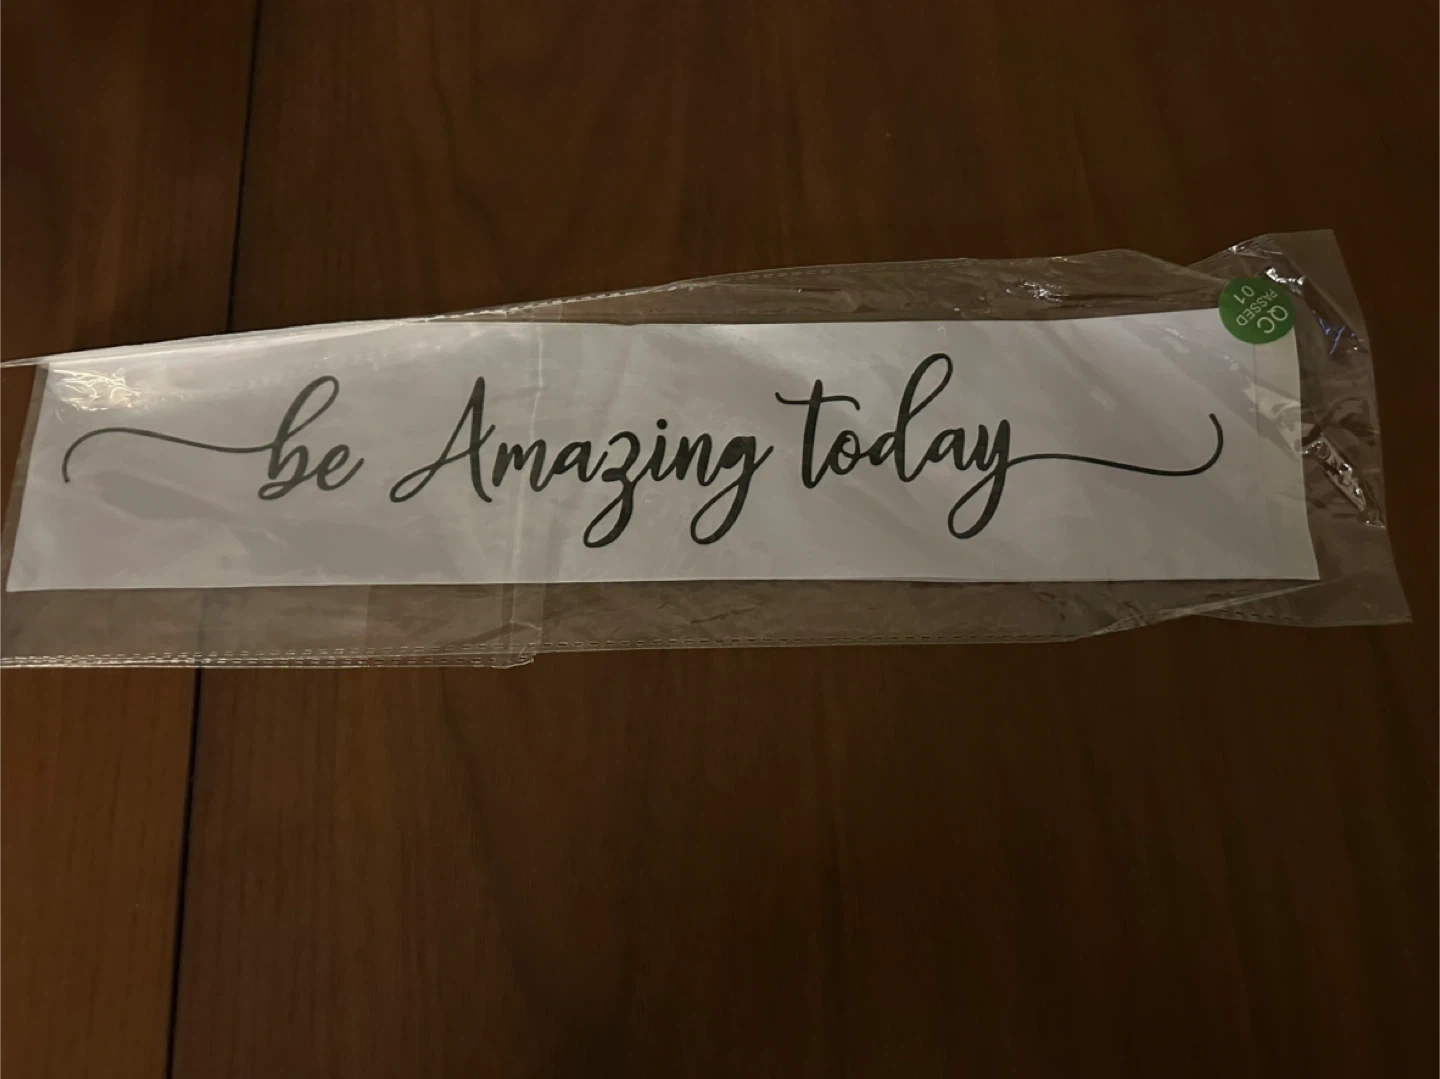 be Amazing today
QC
PASSED
01